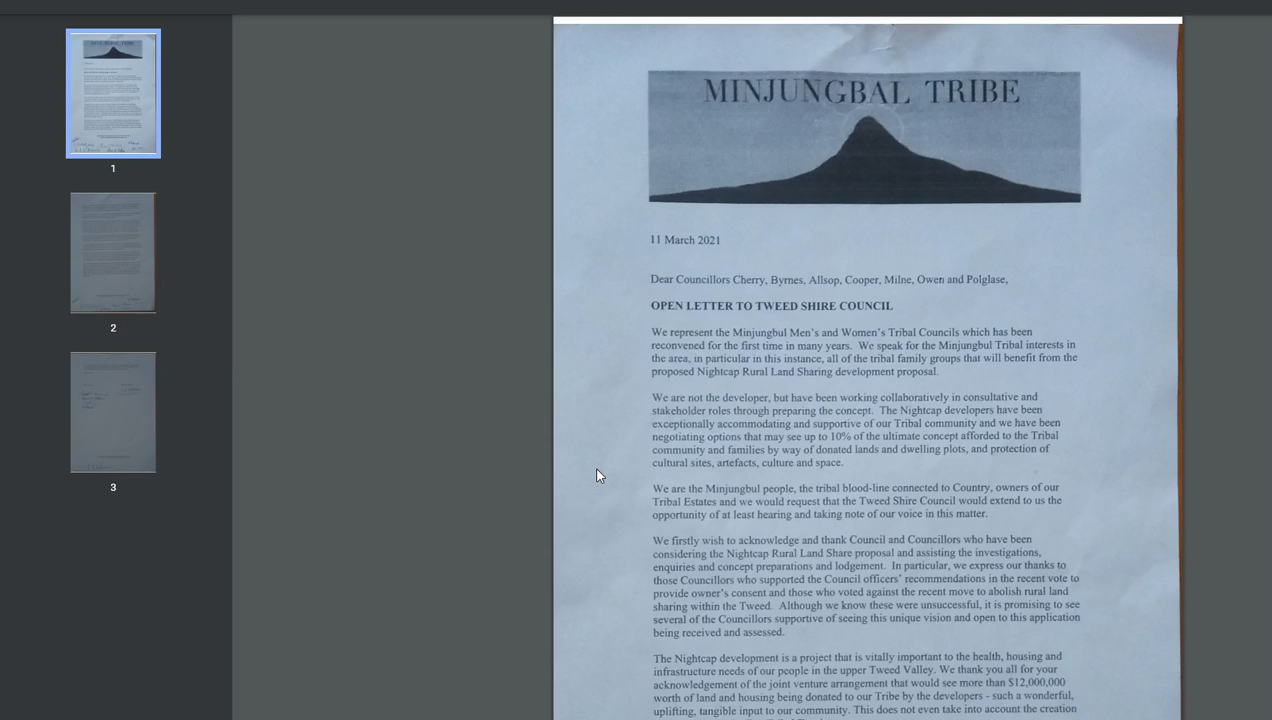 MINJUNGBAL TRIBE
11 March 2021
Dear Councillors Cherry, Byrnes, Allsop, Cooper, Milne, Owen and Polglase,
OPEN LETTER TO TWEED SHIRE COUNCIL
We represent the Minjungbul Men's and Women's Tribal Councils which has been
reconvened for the first time in many years.  We speak for the Minjungbul Tribal interests in
the area, in particular in this instance, all of the tribal family groups that will benefit from the
proposed Nightcap Rural Land Sharing development proposal.
We are not the developer, but have been working collaboratively in consultative and
stakeholder roles through preparing the concept.  The Nightcap developers have been
exceptionally accommodating and supportive of our Tribal community and we have been
negotiating options that may see up to 10% of the ultimate concept afforded to the Tribal
community and families by way of donated lands and dwelling plots, and protection of
cultural sites, artefacts, culture and space.
We are the Minjungbul people, the tribal blood-line connected to Country, owners of our
Tribal Estates and we would request that the Tweed Shire Council would extend to us the
opportunity of at least hearing and taking note of our voice in this matter.
We firstly wish to acknowledge and thank Council and Councillors who have been
considering the Nightcap Rural Land Share proposal and assisting the investigations,
enquiries and concept preparations and lodgement.  In particular, we express our thanks to
those Councillors who supported the Council officers' recommendations in the recent vote to
provide owner's consent and those who voted against the recent move to abolish rural land
sharing within the Tweed.  Although we know these were unsuccessful, it is promising to see
several of the Councillors supportive of seeing this unique vision and open to this application
being received and assessed.
The Nightcap development is a project that is vitally important to the health, housing and
infrastructure needs of our people in the upper Tweed Valley. We thank you all for your
acknowledgement of the joint venture arrangement that would see more than $12,000,000
worth of land and housing being donated to our Tribe by the developers - such a wonderful,
uplifting, tangible input to our community. This does not even take into account the creation
1
2
3